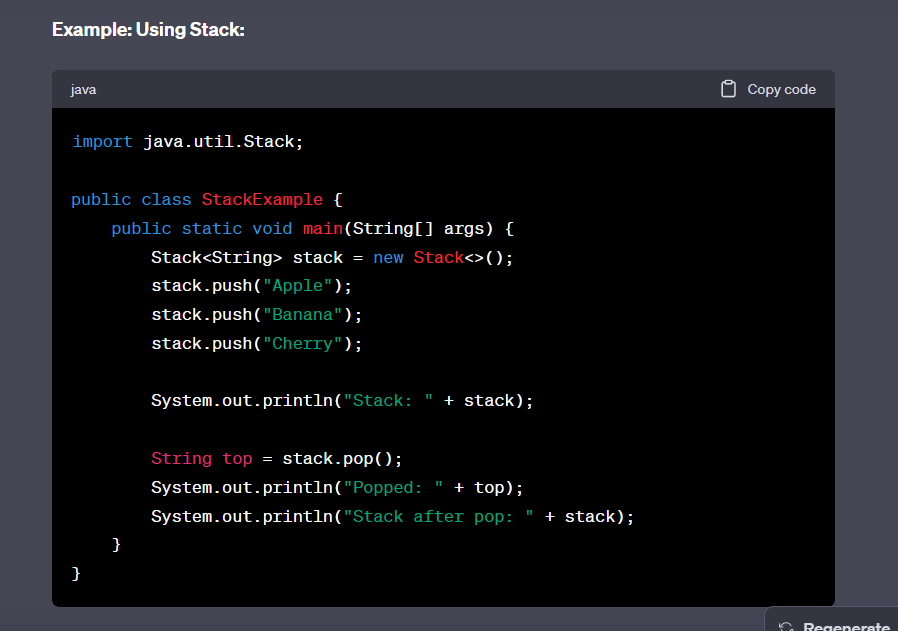 Example: Using Stack:
java
Copy code
import java.util.Stack;
public class StackExample {
    public static void main(String[] args) {
        Stack<String> stack = new Stack<>();
        stack.push("Apple");
        stack.push("Banana");
        stack.push("Cherry");
        System.out.println("Stack: " + stack);
        String top = stack.pop();
        System.out.println("Popped: " + top);
        System.out.println("Stack after pop: " + stack);
    }
}
Regenerate